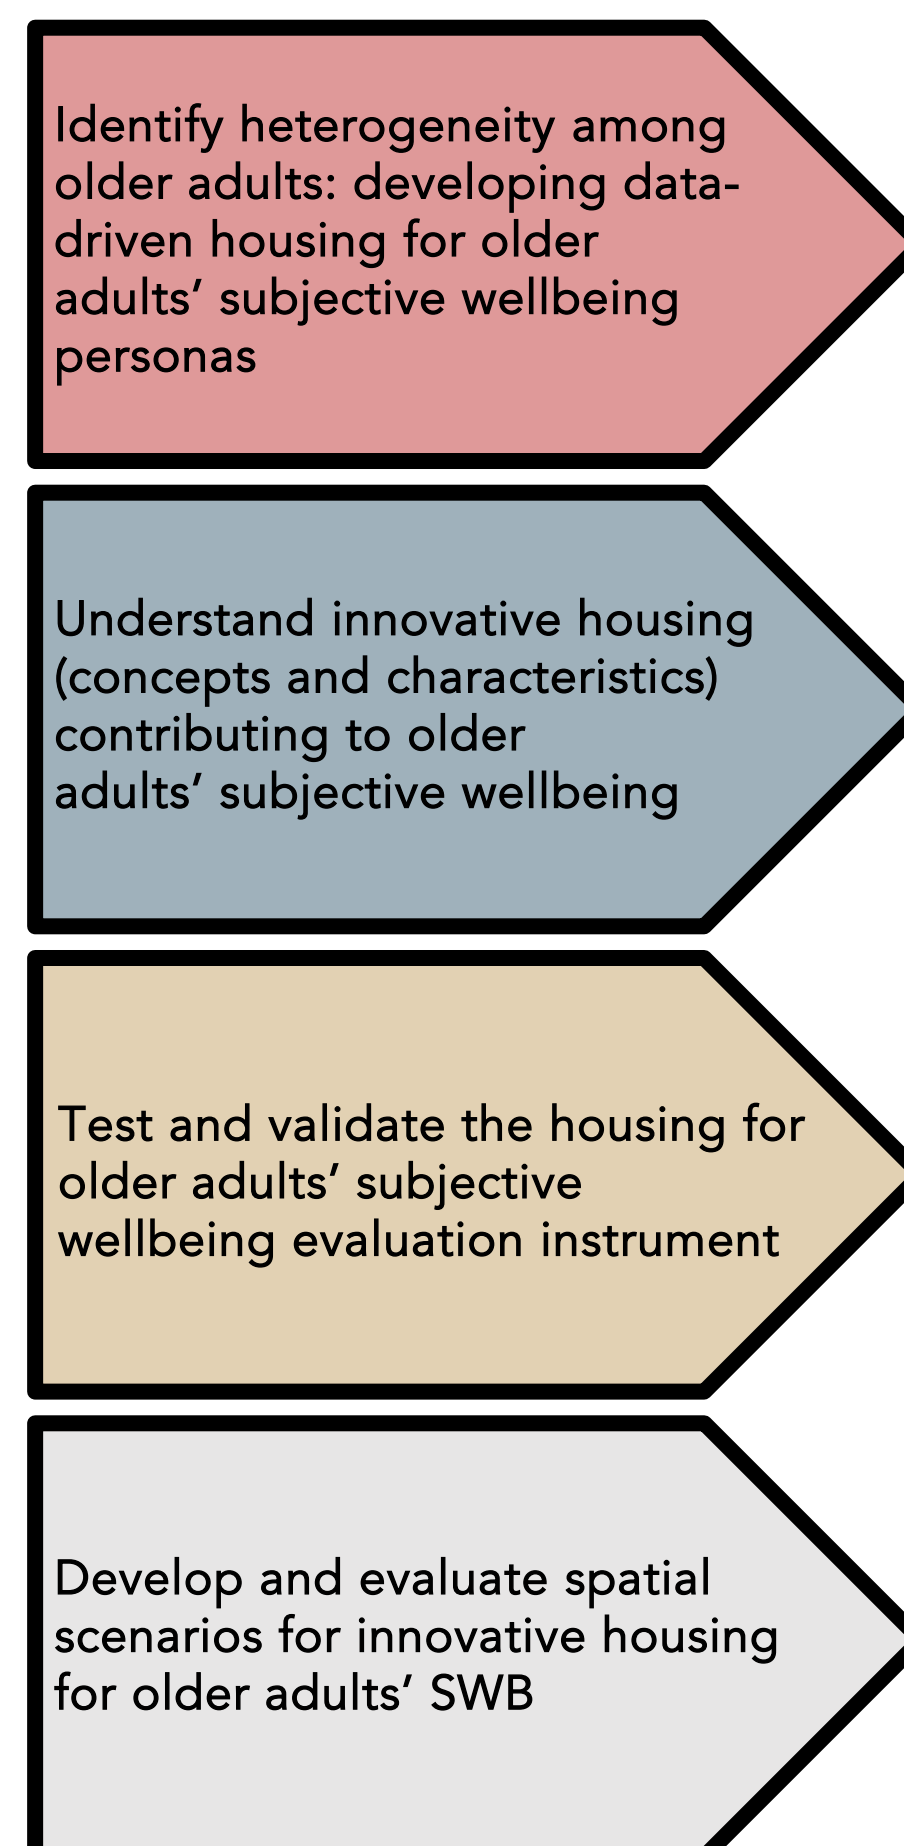 Identify heterogeneity among
older adults: developing data-
driven housing for older
adults’ subjective wellbeing
personas
Understand innovative housing
(concepts and characteristics)
contributing to older
adults’ subjective wellbeing
Test and validate the housing for
older adults’ subjective
wellbeing evaluation instrument
Develop and evaluate spatial
scenarios for innovative housing
for older adults’ SWB